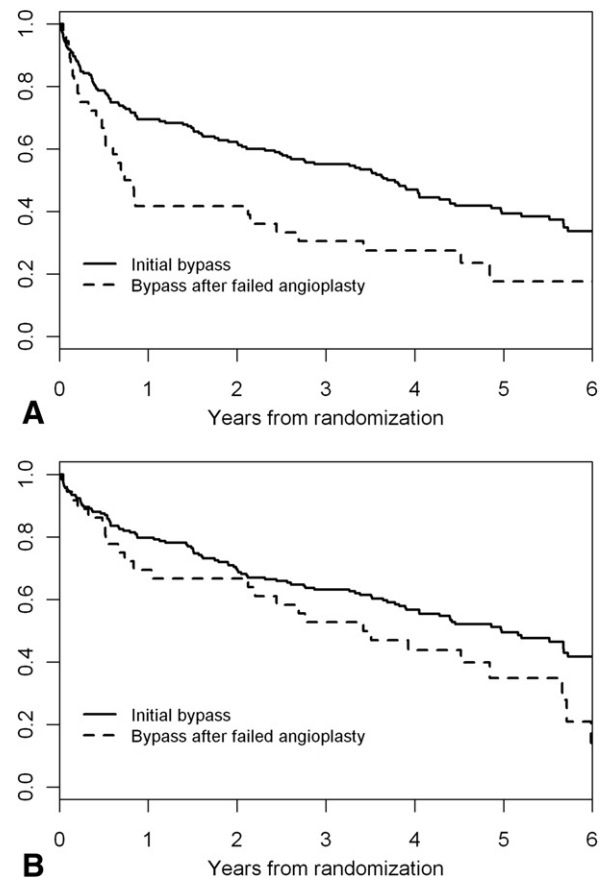 1.0
0.8
0.6
0.4
0.2
0.0
Initial bypass
Bypass after failed angioplasty
0 1 2 3 4 5 6
Years from randomization
A
1.0
0.8
0.6
0.4
0.2
0.0
Initial bypass
Bypass after failed angioplasty
0 1 2 3 4 5 6
Years from randomization
B